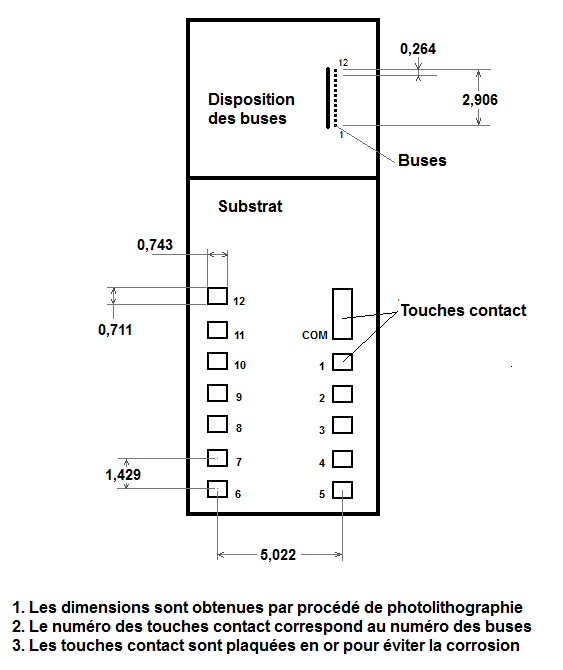 12
0,264
2,906
Disposition
des buses
1
Buses
Substrat
0,743
12
0,711
Touches contact
11
COM
10
1
9
2
8
3
7
4
1,429
6
5
5,022
1. Les dimensions sont obtenues par procédé de photolithographie
2. Le numéro des touches contact correspond au numéro des buses
3. Les touches contact sont plaquées en or pour éviter la corrosion